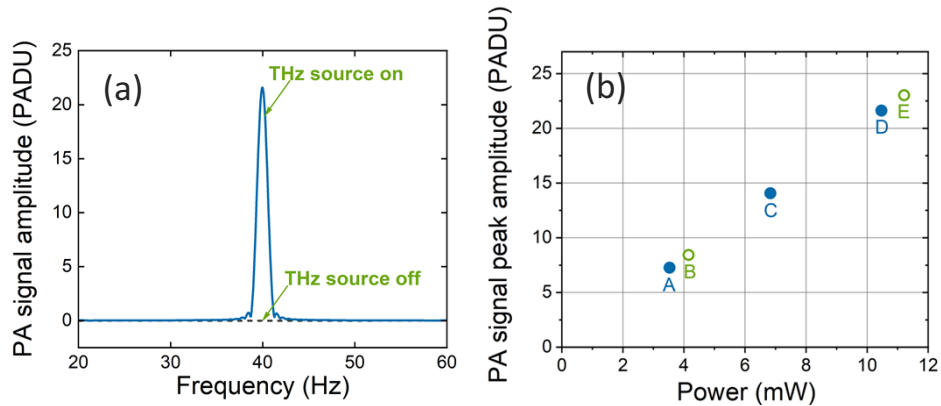 PA signal amplitude (PADU)
25
20
15
10
5
0
(a)
THz source on
THz source off
20 30 40 50 60
Frequency (Hz)
PA signal peak amplitude (PADU)
25
20
15
10
5
0
(b)
A
B
C
D
E
0 2 4 6 8 10 12
Power (mW)